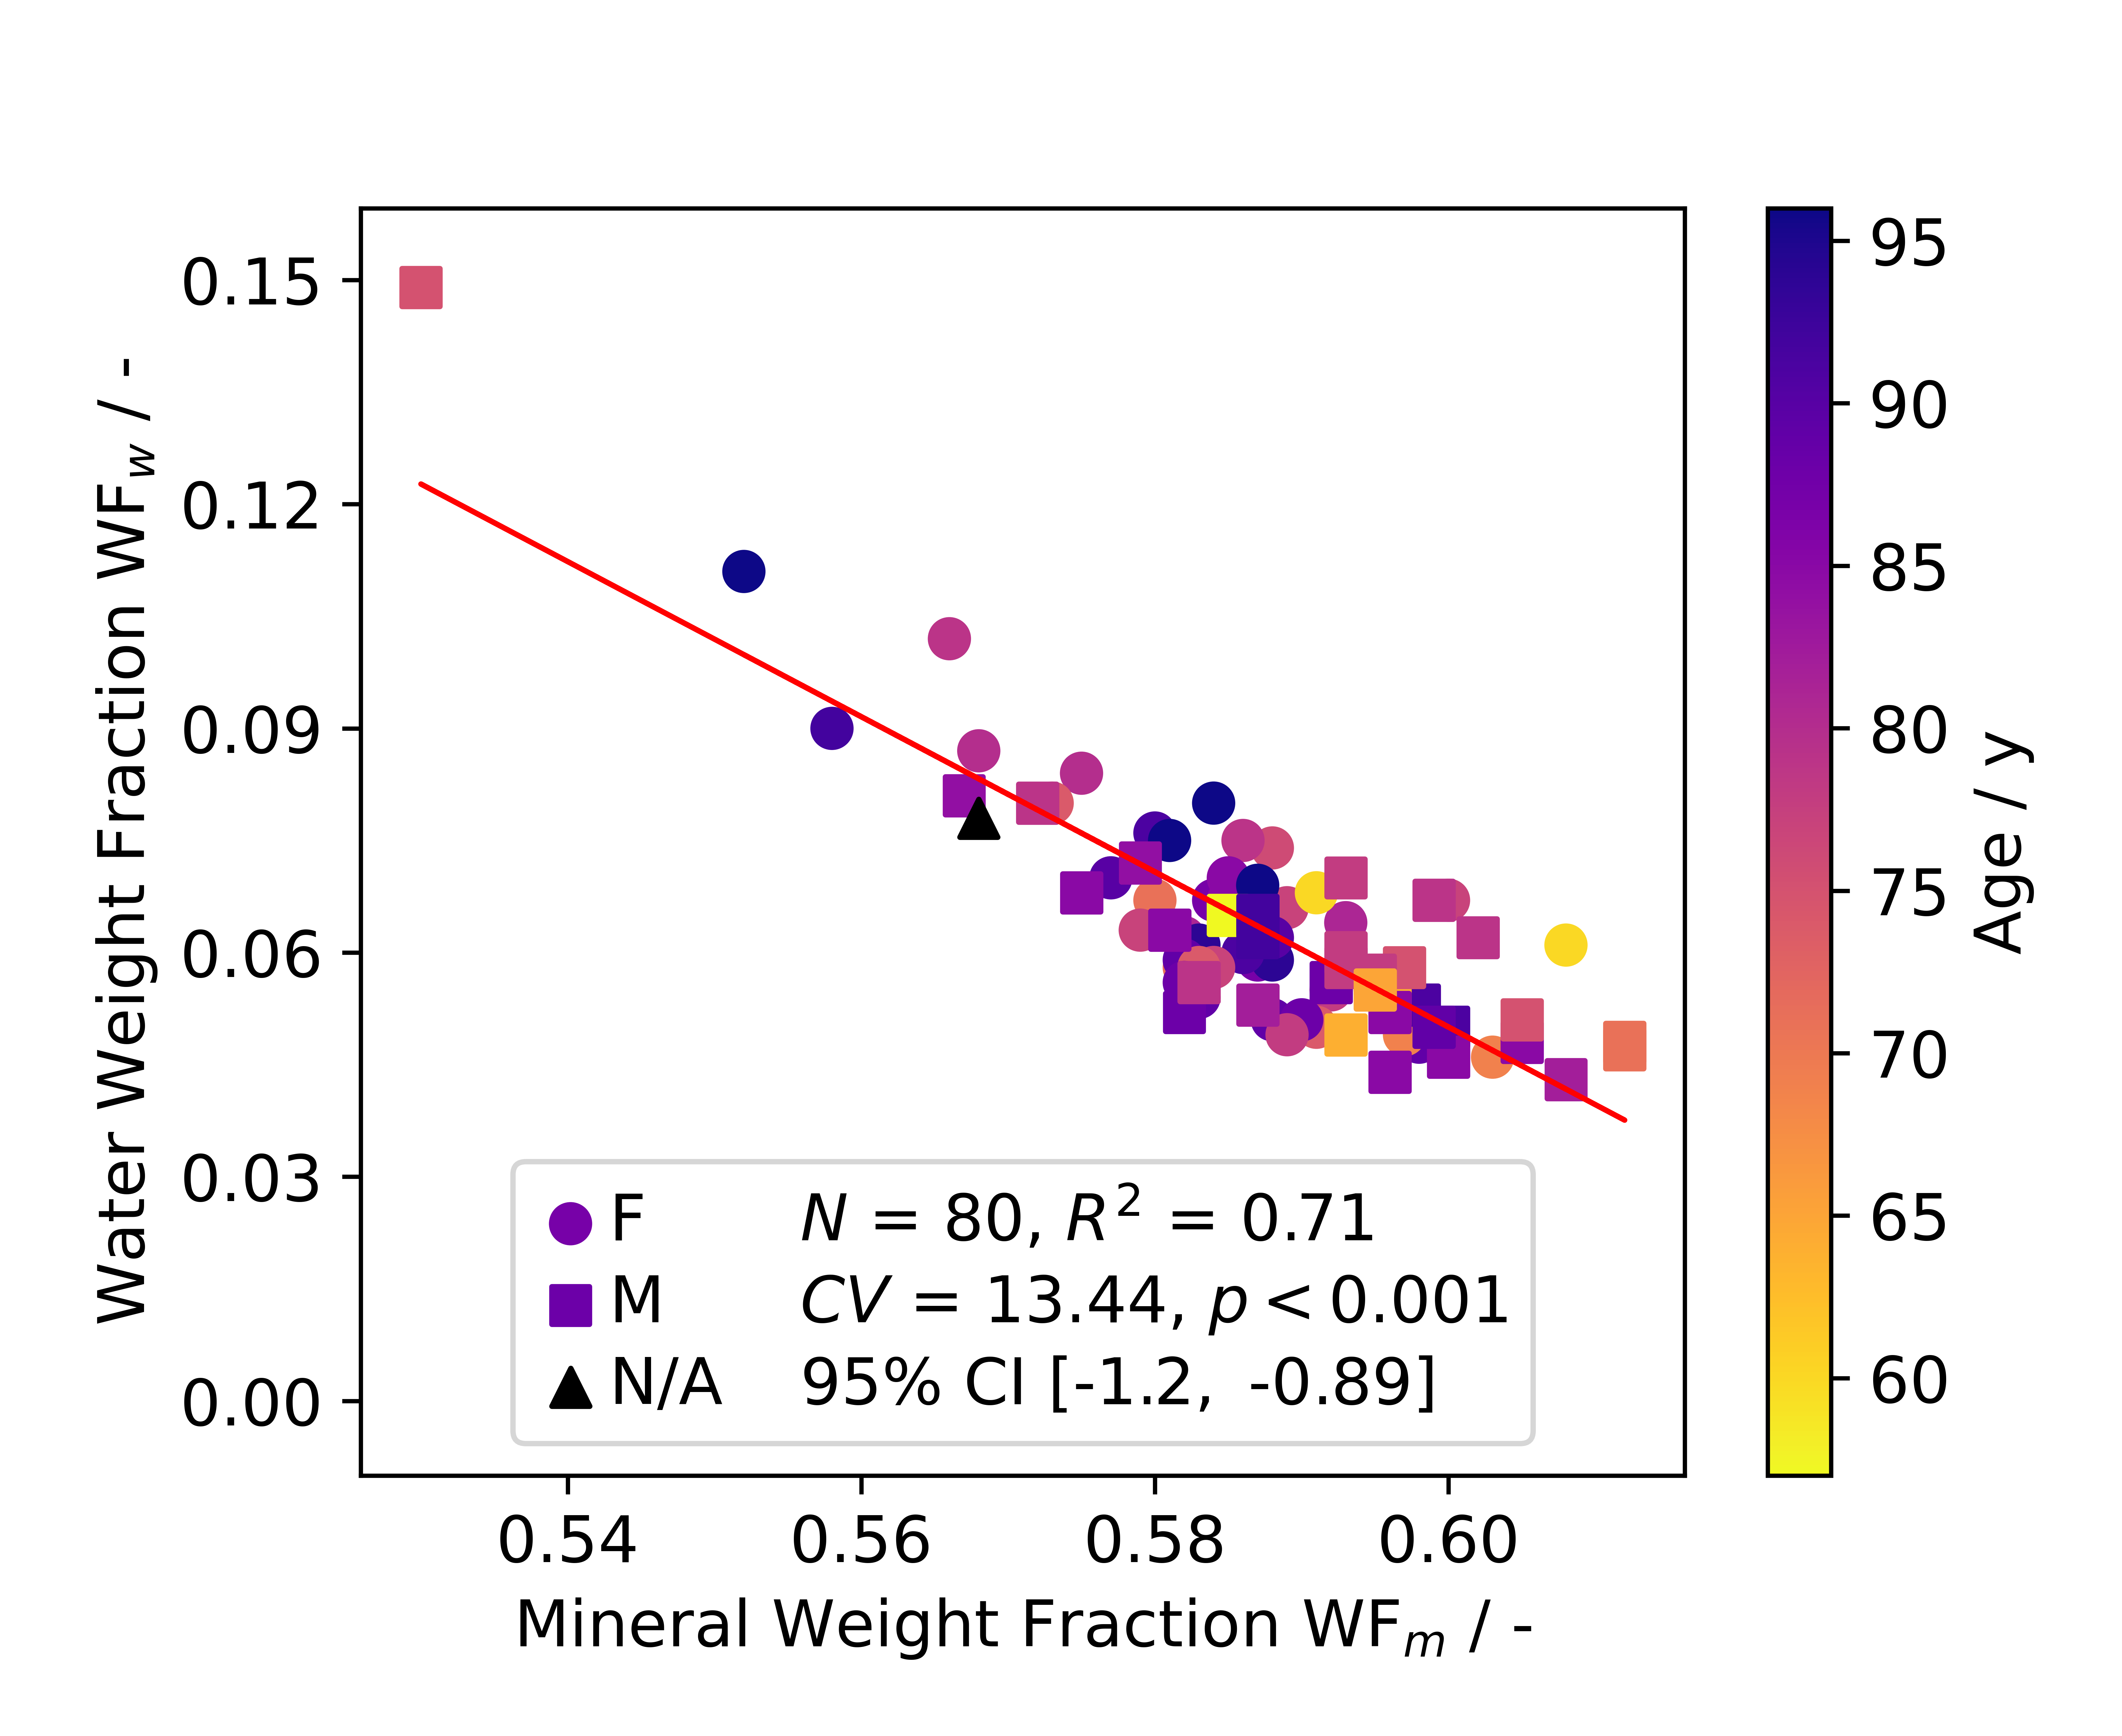 0.15
0.12
0.09
0.06
0.03
0.00
Water Weight Fraction WF_w / -
F
M
N/A
N = 80, R² = 0.71
CV = 13.44, p < 0.001
95% CI [-1.2, -0.89]
0.54 0.56 0.58 0.60
Mineral Weight Fraction WF_m / -
95
90
85
80
75
70
65
60
Age / y